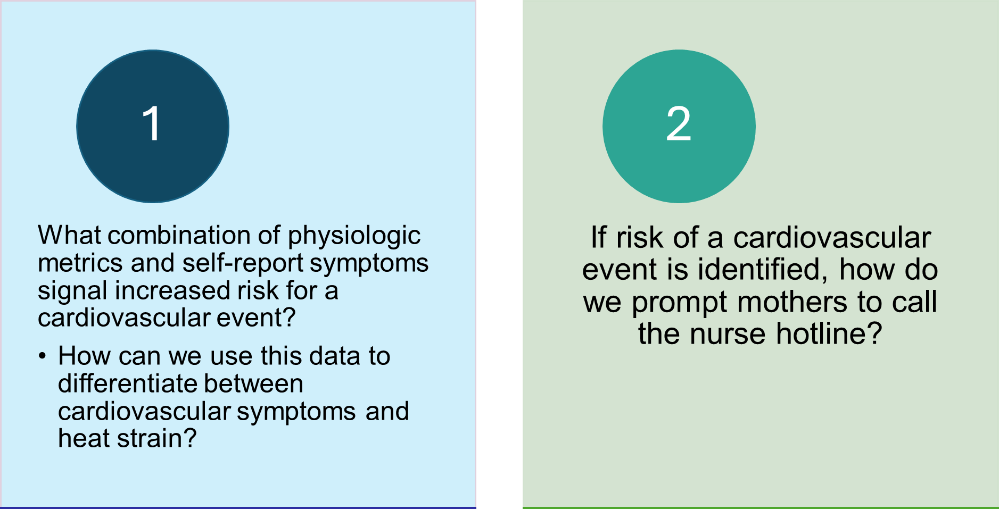 1
What combination of physiologic
metrics and self-report symptoms
signal increased risk for a
cardiovascular event?
• How can we use this data to
differentiate between
cardiovascular symptoms and
heat strain?
2
If risk of a cardiovascular
event is identified, how do
we prompt mothers to call
the nurse hotline?